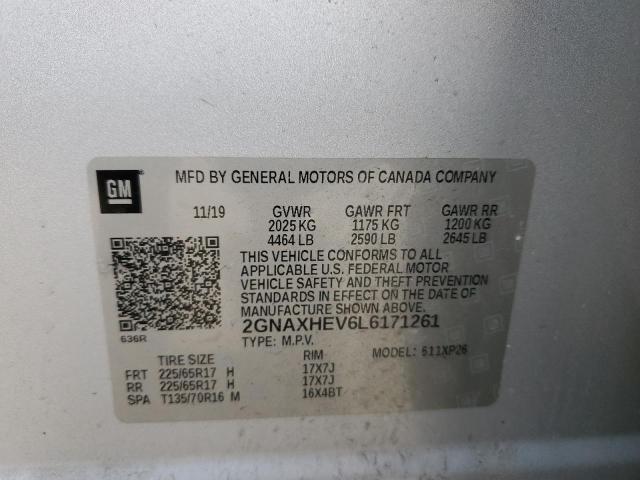 GM
MFD BY GENERAL MOTORS OF CANADA COMPANY
11/19 GVWR GAWR FRT GAWR RR
2025 KG 1175 KG 1200 KG
4464 LB 2590 LB 2645 LB
THIS VEHICLE CONFORMS TO ALL
APPLICABLE U.S. FEDERAL MOTOR
VEHICLE SAFETY AND THEFT PREVENTION
STANDARDS IN EFFECT ON THE DATE OF
MANUFACTURE SHOWN ABOVE.
2GNAXHEV6L6171261
636R
TYPE: M.P.V. MODEL: 611XP26
TIRE SIZE RIM
FRT 225/65R17 H 17X7J
RR 225/65R17 H 17X7J
SPA T135/70R16 M 16X4BT